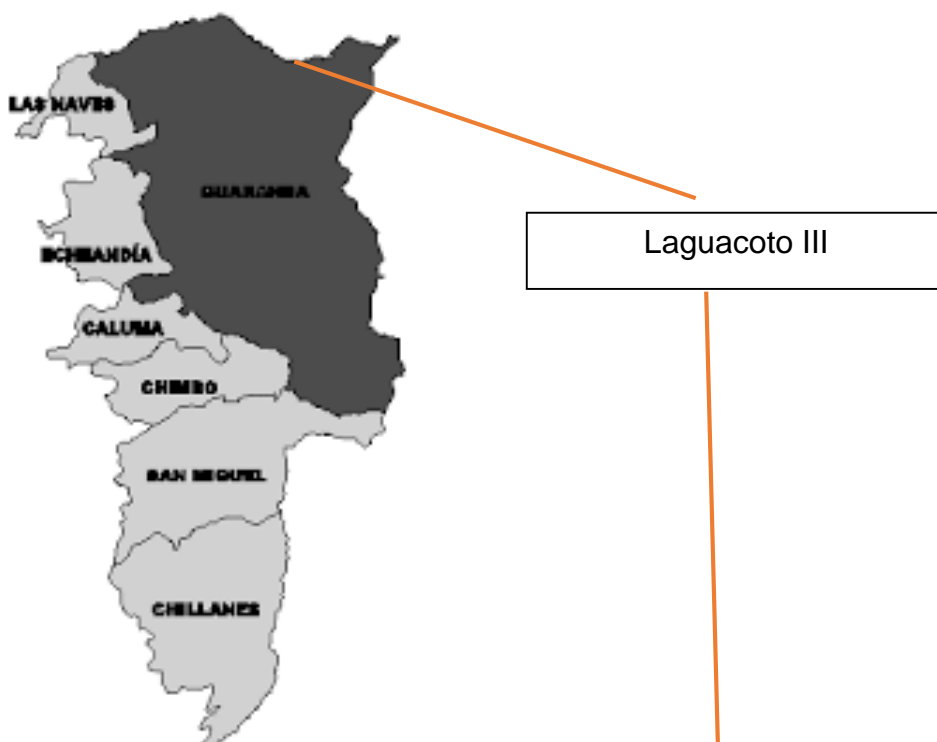 LAS NAVES
GUARANDA
Laguacoto III
ECHEANDÍA
CALUMA
CHIMBO
SAN MIGUEL
CHILLANES